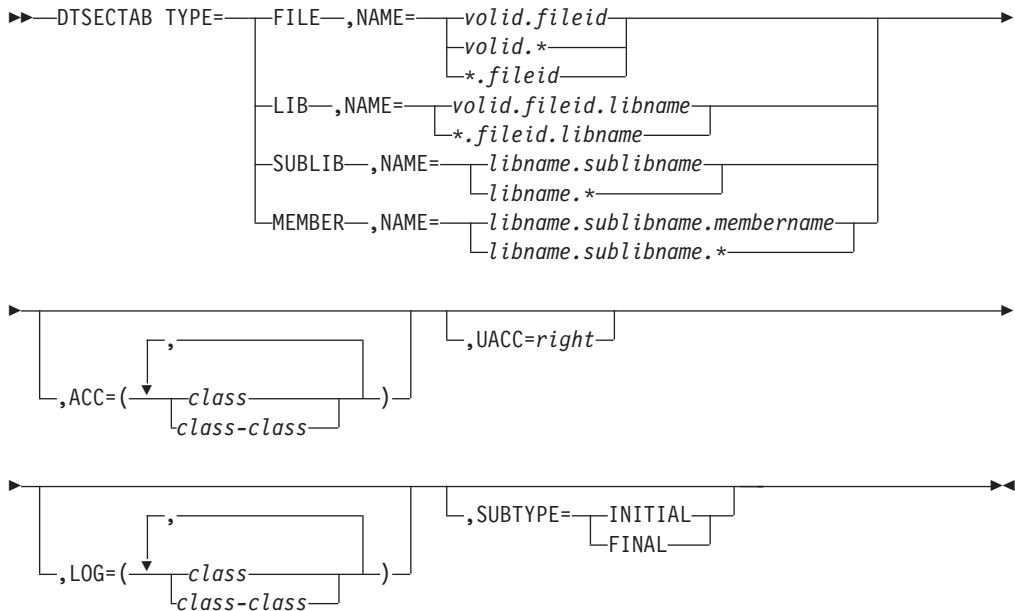 DTSECTAB TYPE= FILE ,NAME= volid.fileid
volid.*
*.fileid
LIB ,NAME= volid.fileid.libname
*.fileid.libname
SUBLIB ,NAME= libname.sublibname
libname.*
MEMBER ,NAME= libname.sublibname.membername
libname.sublibname.*
,
,UACC=right
,ACC=( class )
class-class
,
,SUBTYPE= INITIAL
FINAL
,LOG=( class )
class-class